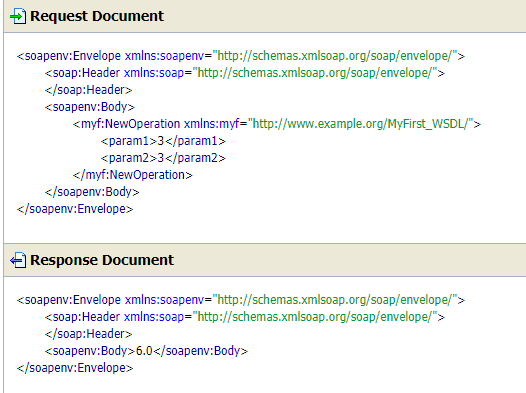 Request Document
<soapenv:Envelope xmlns:soapenv="http://schemas.xmlsoap.org/soap/envelope/">
<soap:Header xmlns:soap="http://schemas.xmlsoap.org/soap/envelope/">
</soap:Header>
<soapenv:Body>
<myf:NewOperation xmlns:myf="http://www.example.org/MyFirst_WSDL/">
<param1>3</param1>
<param2>3</param2>
</myf:NewOperation>
</soapenv:Body>
</soapenv:Envelope>
Response Document
<soapenv:Envelope xmlns:soapenv="http://schemas.xmlsoap.org/soap/envelope/">
<soap:Header xmlns:soap="http://schemas.xmlsoap.org/soap/envelope/">
</soap:Header>
<soapenv:Body>6.0</soapenv:Body>
</soapenv:Envelope>